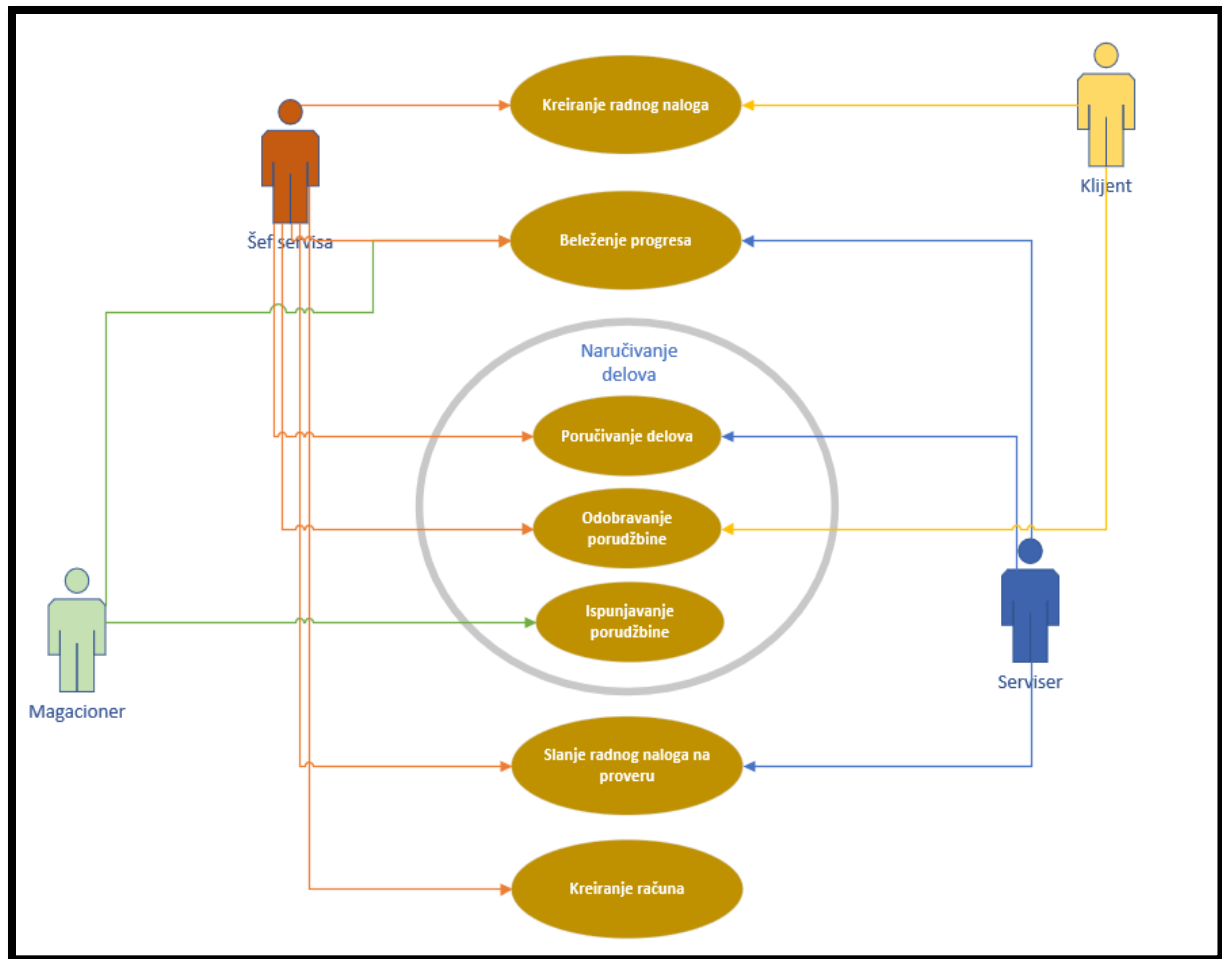 Kreiranje radnog naloga
Klijent
Šef servisa
Beleženje progresa
Naručivanje
delova
Poručivanje delova
Odobravanje
porudžbine
Ispunjavanje
porudžbine
Serviser
Magacioner
Slanje radnog naloga na
proveru
Kreiranje računa